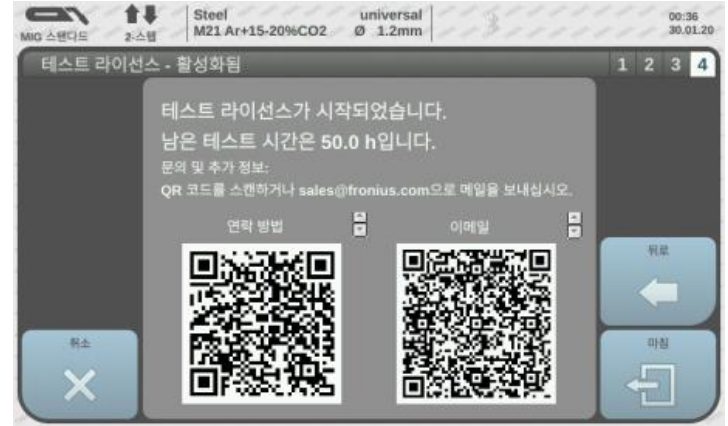 MIG 스탠다드
2-스텝
Steel universal
M21 Ar+15-20%CO2 Ø 1.2mm
00:36
30.01.20
테스트 라이선스 - 활성화됨
1 2 3 4
테스트 라이선스가 시작되었습니다.
남은 테스트 시간은 50.0 h입니다.
문의 및 추가 정보:
QR 코드를 스캔하거나 sales@fronius.com으로 메일을 보내십시오.
연락 방법
이메일
뒤로
취소
마침